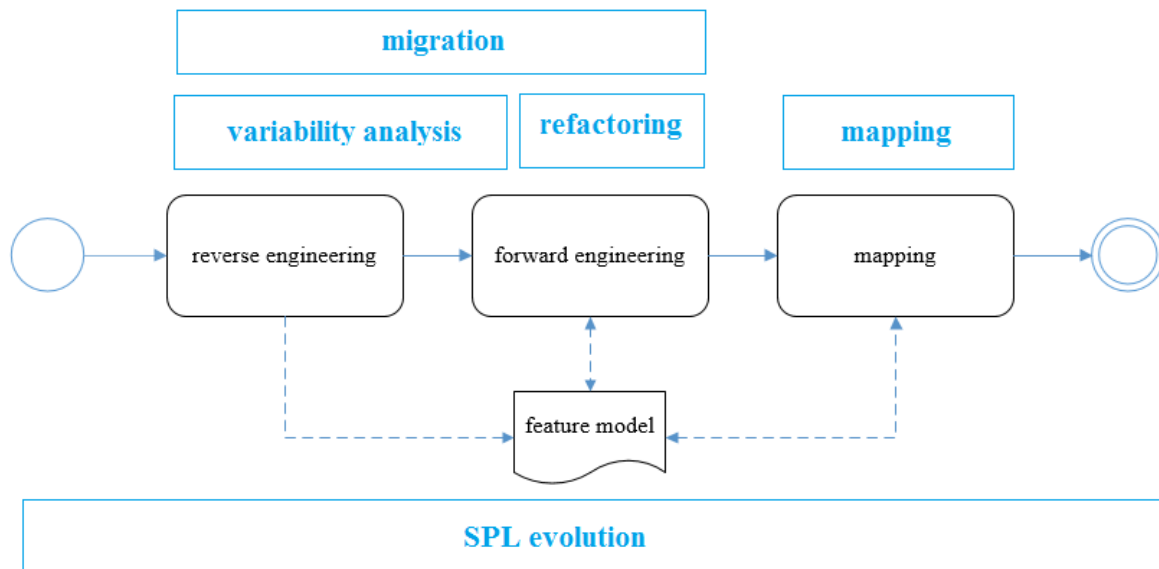 migration
variability analysis
refactoring
mapping
reverse engineering
forward engineering
mapping
feature model
SPL evolution